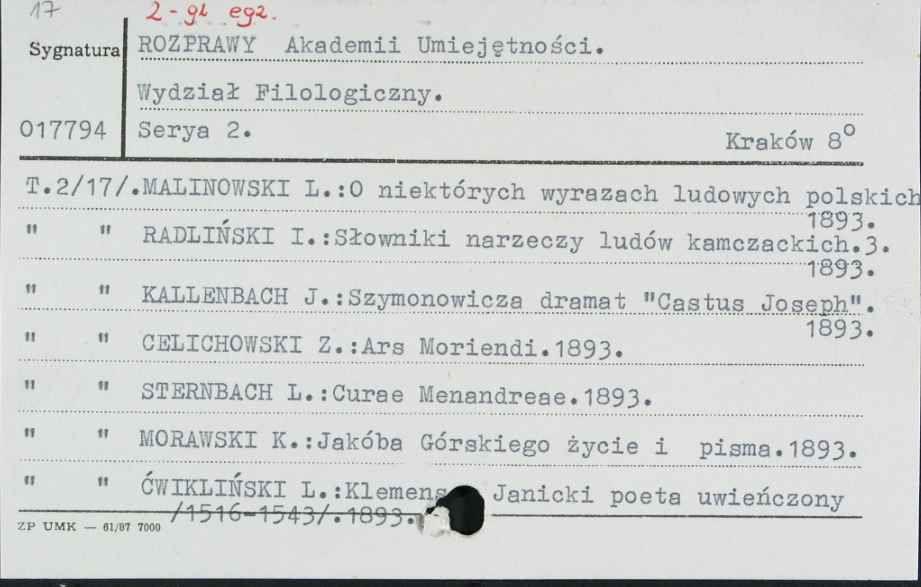 17
2-gi egz.
Sygnatura ROZPRAWY Akademii Umiejętności.
Wydział Filologiczny.
017794 Serya 2. Kraków 8°
T.2/17/.MALINOWSKI L.:O niektórych wyrazach ludowych polskich
1893.
" " RADLIŃSKI I.:Słowniki narzeczy ludów kamczackich.3.
1893.
" " KALLENBACH J.:Szymonowicza dramat "Castus Joseph".
1893.
" " CELICHOWSKI Z.:Ars Moriendi.1893.
" " STERNBACH L.:Curae Menandreae.1893.
" " MORAWSKI K.:Jakóba Górskiego życie i pisma.1893.
" " ĆWIKLIŃSKI L.:Klemens Janicki poeta uwieńczony
/1516-1543/.1893.
ZP UMK — 61/07 7000